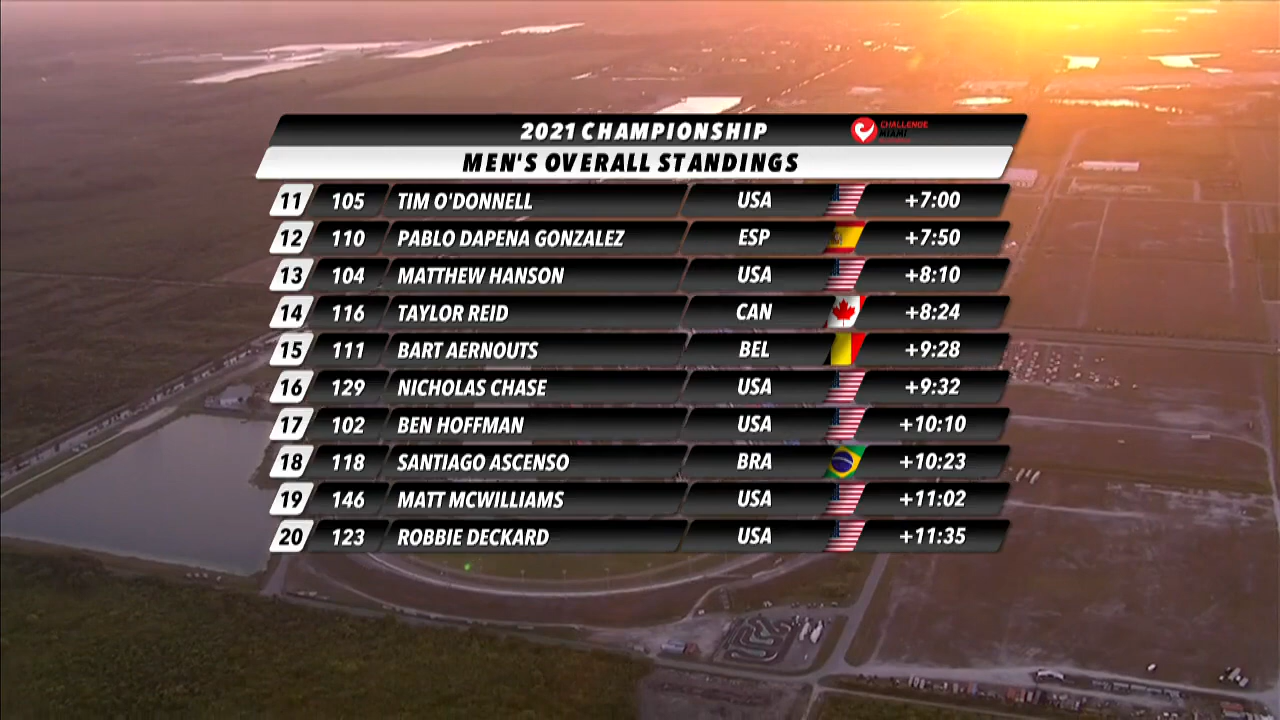 2021 CHAMPIONSHIP CHALLENGE MIAMI
MEN'S OVERALL STANDINGS
11 105 TIM O'DONNELL USA +7:00
12 110 PABLO DAPENA GONZALEZ ESP +7:50
13 104 MATTHEW HANSON USA +8:10
14 116 TAYLOR REID CAN +8:24
15 111 BART AERNOUTS BEL +9:28
16 129 NICHOLAS CHASE USA +9:32
17 102 BEN HOFFMAN USA +10:10
18 118 SANTIAGO ASCENSO BRA +10:23
19 146 MATT MCWILLIAMS USA +11:02
20 123 ROBBIE DECKARD USA +11:35